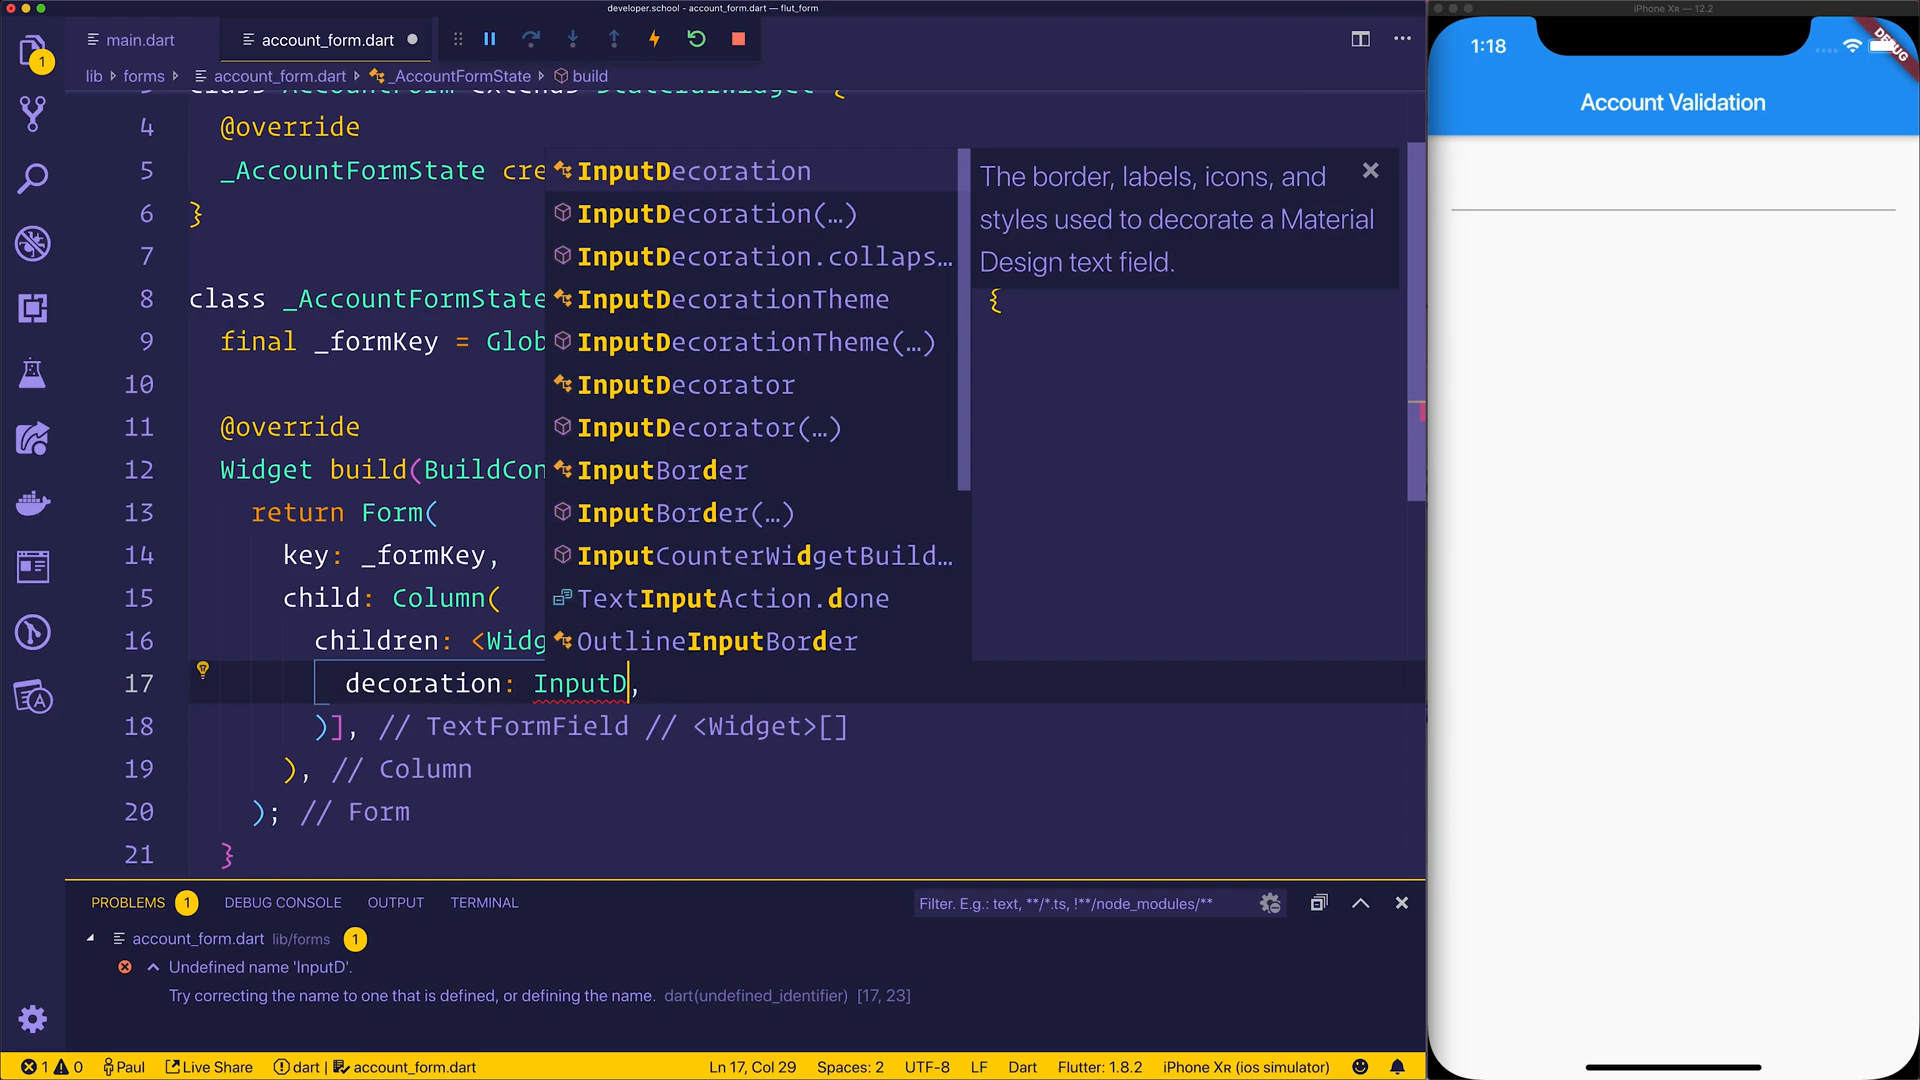 developer.school - account_form.dart — flut_form
main.dart
account_form.dart
lib forms account_form.dart _AccountFormState build
4 @override
5 _AccountFormState cre
6 }
7
8 class _AccountFormState
9 final _formKey = Glob
10
11 @override
12 Widget build(BuildCon
13 return Form(
14 key: _formKey,
15 child: Column(
16 children: <Widg
17 decoration: InputD,
18 )], // TextFormField // <Widget>[]
19 ), // Column
20 ); // Form
21 }
InputDecoration
InputDecoration(…)
InputDecoration.collaps…
InputDecorationTheme
InputDecorationTheme(…)
InputDecorator
InputDecorator(…)
InputBorder
InputBorder(…)
InputCounterWidgetBuild…
TextInputAction.done
OutlineInputBorder
The border, labels, icons, and
styles used to decorate a Material
Design text field.
{
PROBLEMS 1 DEBUG CONSOLE OUTPUT TERMINAL
Filter. E.g.: text, **/*.ts, !**/node_modules/**
account_form.dart lib/forms 1
Undefined name 'InputD'.
Try correcting the name to one that is defined, or defining the name. dart(undefined_identifier) [17, 23]
1 0 Paul Live Share dart | account_form.dart
Ln 17, Col 29 Spaces: 2 UTF-8 LF Dart Flutter: 1.8.2 iPhone XR (ios simulator)
1
iPhone XR — 12.2
1:18
DEBUG
Account Validation